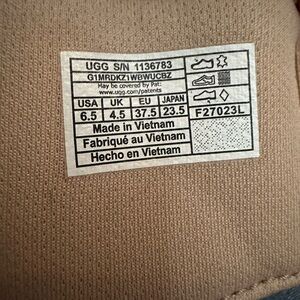 UGG S/N 1136783
G1MRDKZ1WBWUCBZ
May be covered by Pat:
www.ugg.com/patents
USA UK EU JAPAN
6.5 4.5 37.5 23.5 F27023L
Made in Vietnam
Fabriqué au Vietnam
Hecho en Vietnam